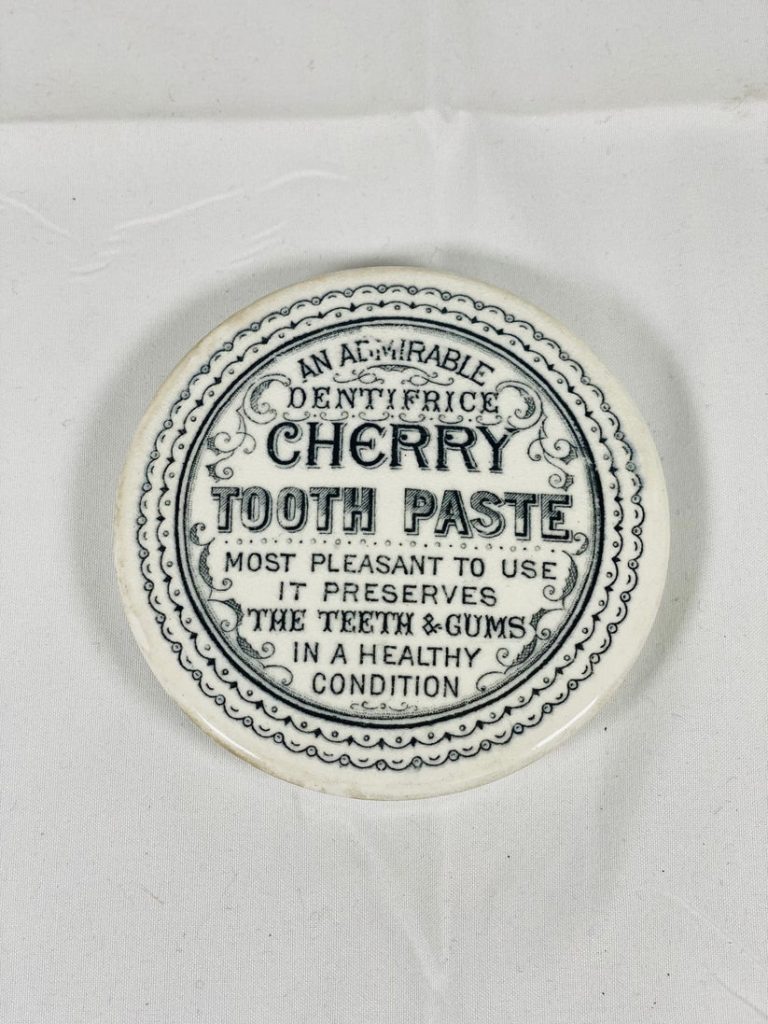 AN ADMIRABLE
DENTIFRICE
CHERRY
TOOTH PASTE
MOST PLEASANT TO USE
IT PRESERVES
THE TEETH & GUMS
IN A HEALTHY
CONDITION